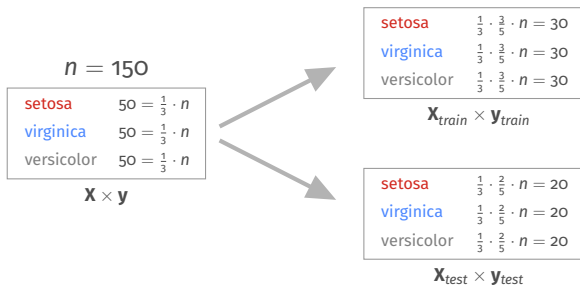 n = 150
setosa 50 = 1/3 · n
virginica 50 = 1/3 · n
versicolor 50 = 1/3 · n
X × y
setosa 1/3 · 3/5 · n = 30
virginica 1/3 · 3/5 · n = 30
versicolor 1/3 · 3/5 · n = 30
X_train × y_train
setosa 1/3 · 2/5 · n = 20
virginica 1/3 · 2/5 · n = 20
versicolor 1/3 · 2/5 · n = 20
X_test × y_test